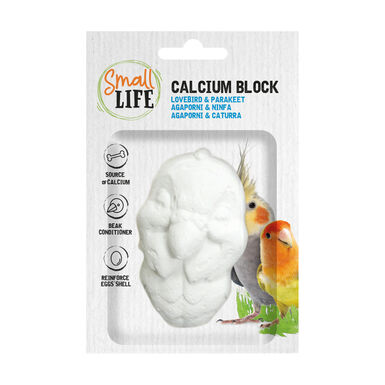 Small
LIFE
CALCIUM BLOCK
LOVEBIRD & PARAKEET
AGAPORNI & NINFA
AGAPORNI & CATURRA
SOURCE
OF CALCIUM
BEAK
CONDITIONER
REINFORCE
EGGS SHELL